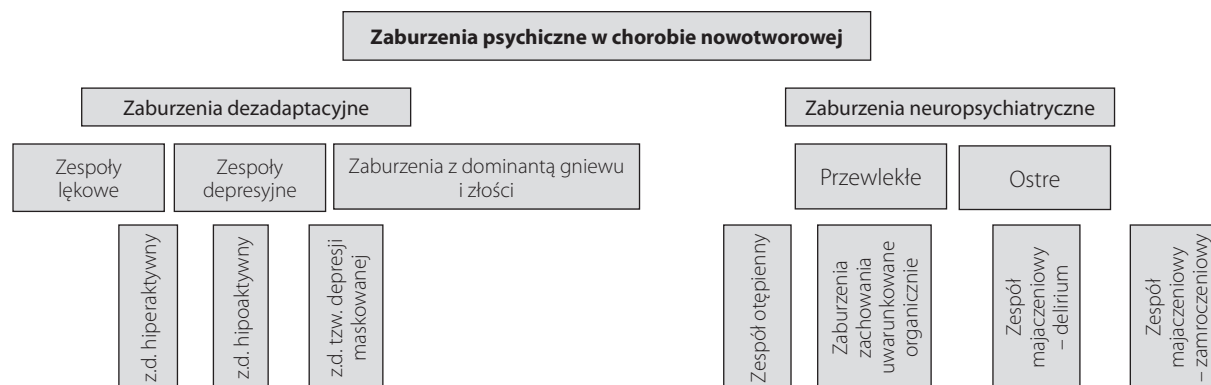 Zaburzenia psychiczne w chorobie nowotworowej
Zaburzenia dezadaptacyjne
Zaburzenia neuropsychiatryczne
Zespoły
lękowe
Zespoły
depresyjne
Zaburzenia z dominantą gniewu
i złości
Przewlekłe
Ostre
z.d. hiperaktywny
z.d. hipoaktywny
z.d. tzw. depresji
maskowanej
Zespół otępienny
Zaburzenia
zachowania
uwarunkowane
organicznie
Zespół
majaczeniowy
– delirium
Zespół
majaczeniowy
– zamroczeniowy